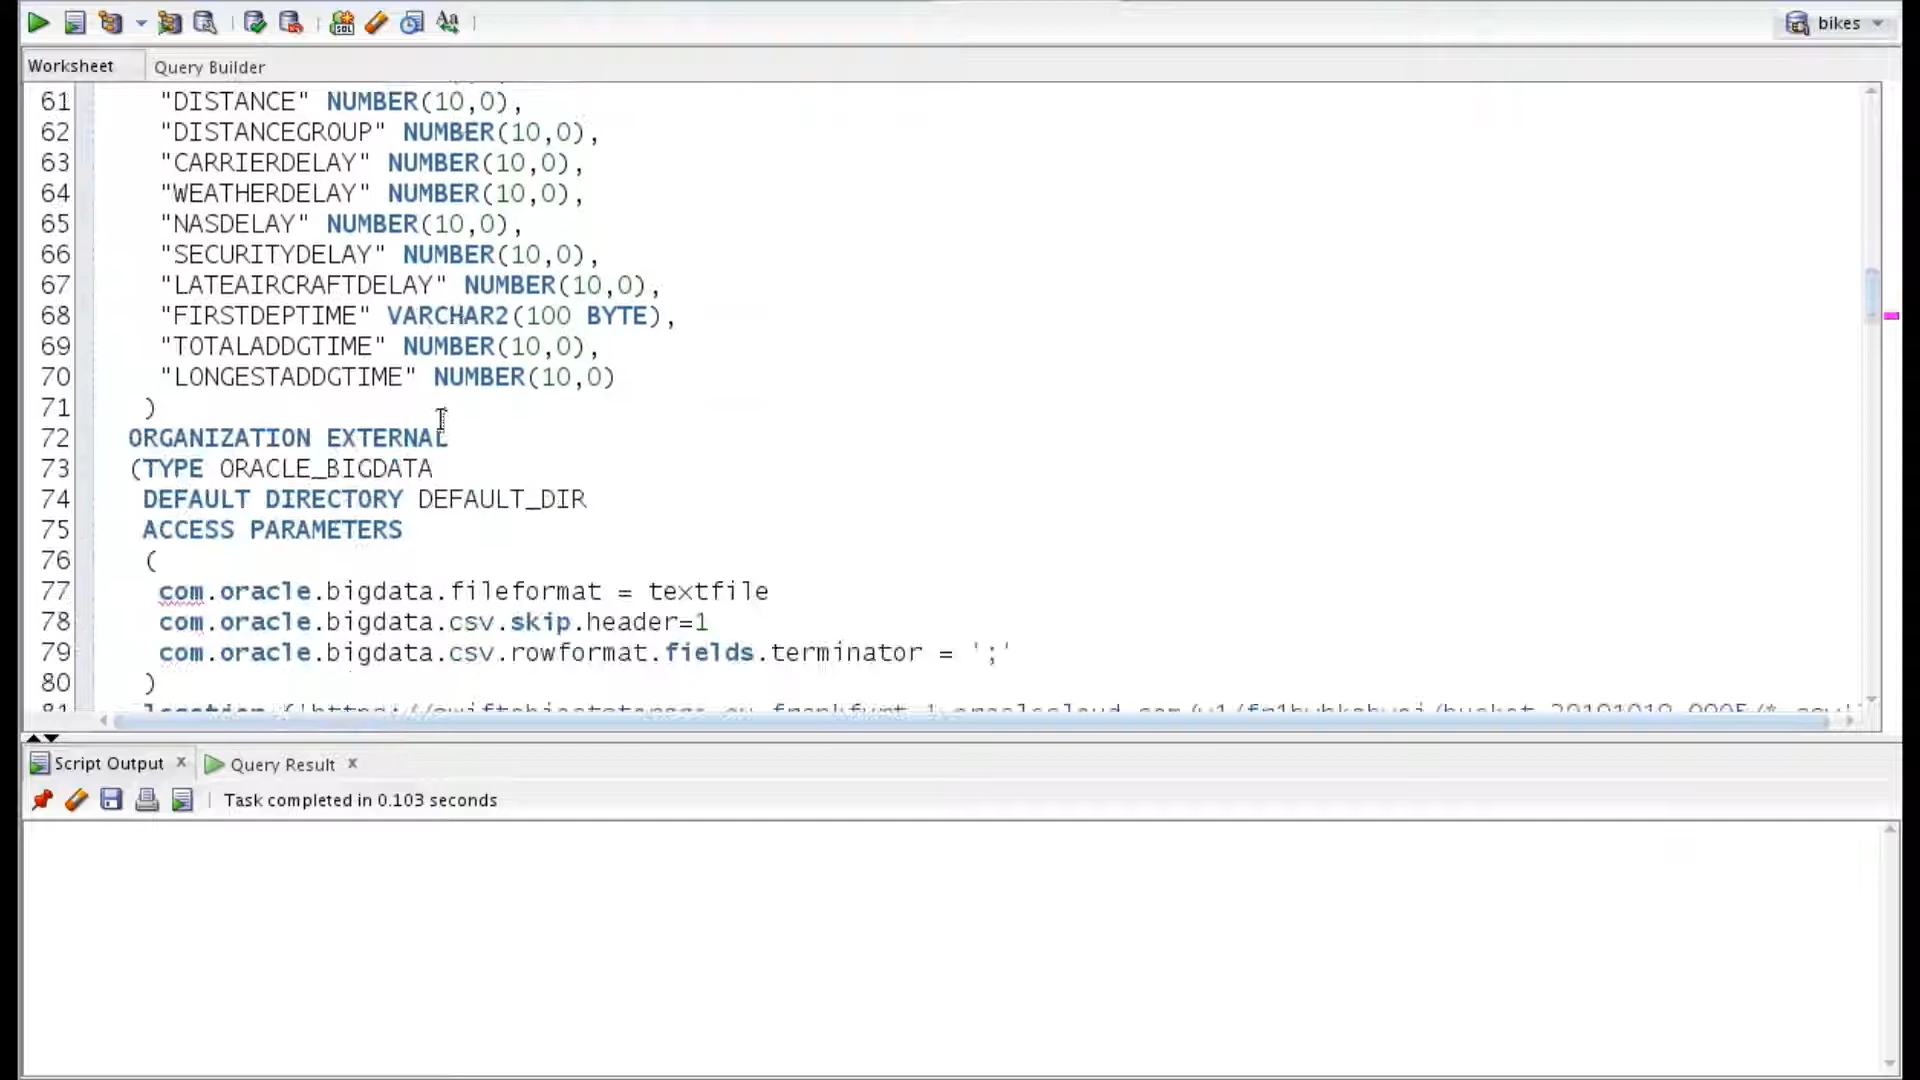 bikes
Worksheet Query Builder
61 "DISTANCE" NUMBER(10,0),
62 "DISTANCEGROUP" NUMBER(10,0),
63 "CARRIERDELAY" NUMBER(10,0),
64 "WEATHERDELAY" NUMBER(10,0),
65 "NASDELAY" NUMBER(10,0),
66 "SECURITYDELAY" NUMBER(10,0),
67 "LATEAIRCRAFTDELAY" NUMBER(10,0),
68 "FIRSTDEPTIME" VARCHAR2(100 BYTE),
69 "TOTALADDGTIME" NUMBER(10,0),
70 "LONGESTADDGTIME" NUMBER(10,0)
71 )
72 ORGANIZATION EXTERNAL
73 (TYPE ORACLE_BIGDATA
74 DEFAULT DIRECTORY DEFAULT_DIR
75 ACCESS PARAMETERS
76 (
77 com.oracle.bigdata.fileformat = textfile
78 com.oracle.bigdata.csv.skip.header=1
79 com.oracle.bigdata.csv.rowformat.fields.terminator = ';'
80 )
81 location
Script Output x Query Result x
Task completed in 0.103 seconds